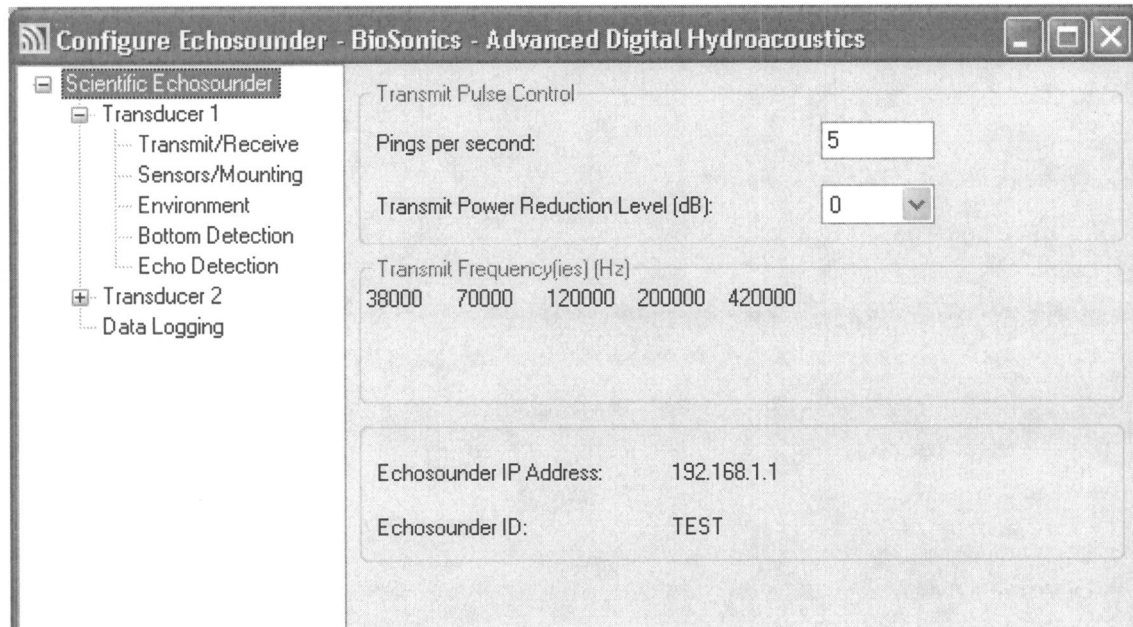 Configure Echosounder - BioSonics - Advanced Digital Hydroacoustics
Scientific Echosounder
Transducer 1
Transmit/Receive
Sensors/Mounting
Environment
Bottom Detection
Echo Detection
Transducer 2
Data Logging
Transmit Pulse Control
Pings per second: 5
Transmit Power Reduction Level (dB): 0
Transmit Frequency(ies) (Hz)
38000 70000 120000 200000 420000
Echosounder IP Address: 192.168.1.1
Echosounder ID: TEST